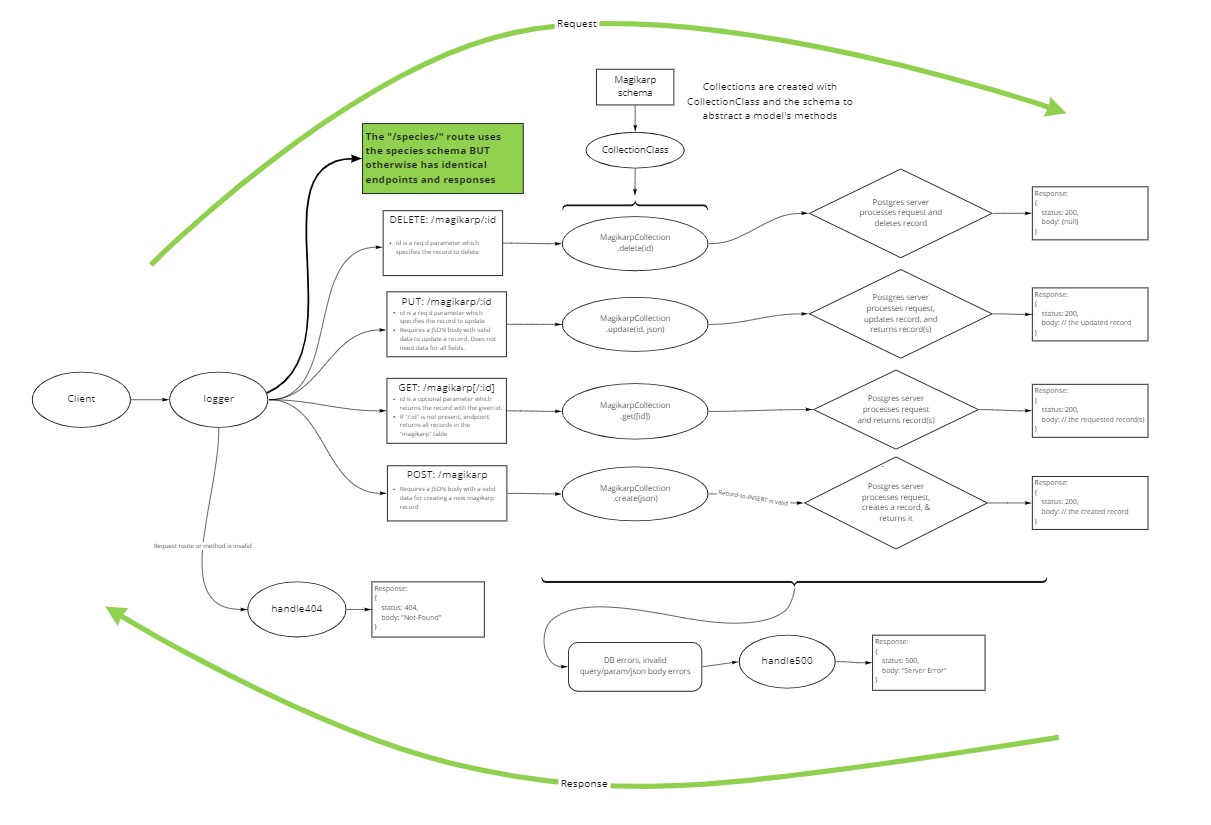 Request
Magikarp
schema
Collections are created with
CollectionClass and the schema to
abstract a model's methods
CollectionClass
The "/species/" route uses
the species schema BUT
otherwise has identical
endpoints and responses
DELETE: /magikarp/:id
• id is a req'd parameter which
specifies the record to delete
MagikarpCollection
.delete(id)
Postgres server
processes request and
deletes record
Response:
{
status: 200,
body: {null}
}
PUT: /magikarp/:id
• id is a req'd parameter which
specifies the record to update
• Requires a JSON body with valid
data to update a record. Does not
need data for all fields.
MagikarpCollection
.update(id, json)
Postgres server
processes request,
updates record, and
returns record(s)
Response:
{
status: 200,
body: // the updated record
}
Client
logger
GET: /magikarp[/:id]
• id is a optional parameter which
returns the record with the given id.
• If "/:id" is not present, endpoint
returns all records in the
"magikarp" table
MagikarpCollection
.get([id])
Postgres server
processes request
and returns record(s)
Response:
{
status: 200,
body: // the requested record(s)
}
POST: /magikarp
• Requires a JSON body with a valid
data for creating a new magikarp
record
MagikarpCollection
.create(json)
Record-to-INSERT is valid
Postgres server
processes request,
creates a record, &
returns it
Response:
{
status: 200,
body: // the created record
}
Request route or method is invalid
handle404
Response:
{
status: 404,
body: "Not-Found"
}
DB errors, invalid
query/param/json body errors
handle500
Response:
{
status: 500,
body: "Server Error"
}
Response